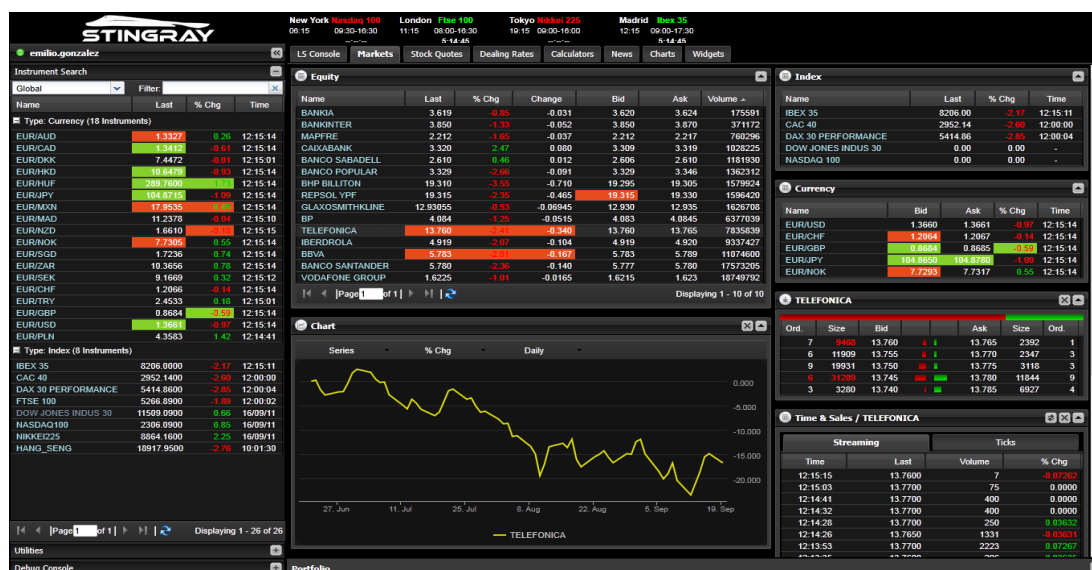 STINGRAY
New York Nasdaq 100 London Ftse 100 Tokyo Nikkei 225 Madrid Ibex 35
06:15 09:30-16:30 11:15 08:00-16:30 19:15 09:00-16:00 12:15 09:00-17:30
--:--:-- 5:14:45 --:--:-- 5:14:45
emilio.gonzalez
LS Console Markets Stock Quotes Dealing Rates Calculators News Charts Widgets
Instrument Search
Global Filter:
Name Last % Chg Time
Type: Currency (18 Instruments)
EUR/AUD 1.3327 0.26 12:15:14
EUR/CAD 1.3412 -0.61 12:15:14
EUR/DKK 7.4472 -0.01 12:15:01
EUR/HKD 10.6479 -0.93 12:15:14
EUR/HUF 289.7600 1.73 12:15:14
EUR/JPY 104.8715 -1.09 12:15:14
EUR/MXN 17.9535 12:15:14
EUR/MAD 11.2378 -0.04 12:15:10
EUR/NZD 1.6610 -0.18 12:15:15
EUR/NOK 7.7305 0.55 12:15:14
EUR/SGD 1.7236 0.74 12:15:14
EUR/ZAR 10.3656 0.78 12:15:14
EUR/SEK 9.1669 0.32 12:15:12
EUR/CHF 1.2066 -0.14 12:15:14
EUR/TRY 2.4533 0.18 12:15:01
EUR/GBP 0.8684 -0.59 12:15:14
EUR/USD 1.3661 -0.97 12:15:14
EUR/PLN 4.3583 1.42 12:14:41
Type: Index (8 Instruments)
IBEX 35 8206.0000 -2.17 12:15:11
CAC 40 2952.1400 -2.60 12:00:00
DAX 30 PERFORMANCE 5414.8600 -2.85 12:00:04
FTSE 100 5266.8900 -1.89 12:00:02
DOW JONES INDUS 30 11509.0900 0.66 16/09/11
NASDAQ100 2306.0900 0.85 16/09/11
NIKKEI225 8864.1600 2.25 16/09/11
HANG_SENG 18917.9500 -2.76 10:01:30
Page 1 of 1 Displaying 1 - 26 of 26
Utilities
Debug Console
Equity
Name Last % Chg Change Bid Ask Volume
BANKIA 3.619 -0.85 -0.031 3.620 3.624 175591
BANKINTER 3.850 -1.33 -0.052 3.850 3.870 371172
MAPFRE 2.212 -1.65 -0.037 2.212 2.217 760296
CAIXABANK 3.320 2.47 0.080 3.309 3.319 1028225
BANCO SABADELL 2.610 0.46 0.012 2.606 2.610 1181930
BANCO POPULAR 3.329 -2.66 -0.091 3.329 3.346 1362312
BHP BILLITON 19.310 -3.55 -0.710 19.295 19.305 1579924
REPSOL YPF 19.315 -2.35 -0.465 19.315 19.330 1596420
GLAXOSMITHKLINE 12.93055 -0.53 -0.06945 12.930 12.935 1626708
BP 4.084 -1.25 -0.0515 4.083 4.0845 6377039
TELEFONICA 13.760 -2.41 -0.340 13.760 13.765 7835839
IBERDROLA 4.919 -2.07 -0.104 4.919 4.920 9337427
BBVA 5.783 -2.81 -0.167 5.783 5.789 11074600
BANCO SANTANDER 5.780 -2.36 -0.140 5.777 5.780 17573205
VODAFONE GROUP 1.6225 -1.01 -0.0165 1.6215 1.623 18749792
Page 1 of 1 Displaying 1 - 10 of 10
Chart
Series % Chg Daily
0.000
-5.000
-10.000
-15.000
-20.000
27. Jun 11. Jul 25. Jul 8. Aug 22. Aug 5. Sep 19. Sep
TELEFONICA
Portfolio
Index
Name Last % Chg Time
IBEX 35 8206.00 -2.17 12:15:11
CAC 40 2952.14 -2.60 12:00:00
DAX 30 PERFORMANCE 5414.86 -2.85 12:00:04
DOW JONES INDUS 30 0.00 0.00 -
NASDAQ 100 0.00 0.00 -
Currency
Name Bid Ask % Chg Time
EUR/USD 1.3660 1.3661 -0.97 12:15:14
EUR/CHF 1.2064 1.2067 -0.14 12:15:14
EUR/GBP 0.8684 0.8685 -0.59 12:15:14
EUR/JPY 104.8650 104.8780 -1.09 12:15:14
EUR/NOK 7.7293 7.7317 0.55 12:15:14
TELEFONICA
Ord. Size Bid Ask Size Ord.
7 9468 13.760 13.765 2392 1
6 11909 13.755 13.770 2347 3
9 19931 13.750 13.775 3118 3
6 31289 13.745 13.780 11844 9
3 3280 13.740 13.785 6927 4
Time & Sales / TELEFONICA
Streaming Ticks
Time Last Volume % Chg
12:15:15 13.7600 7 -0.07262
12:15:03 13.7700 75 0.0000
12:14:41 13.7700 400 0.0000
12:14:32 13.7700 400 0.0000
12:14:28 13.7700 250 0.03632
12:14:26 13.7650 1331 -0.03631
12:13:53 13.7700 2223 0.07267